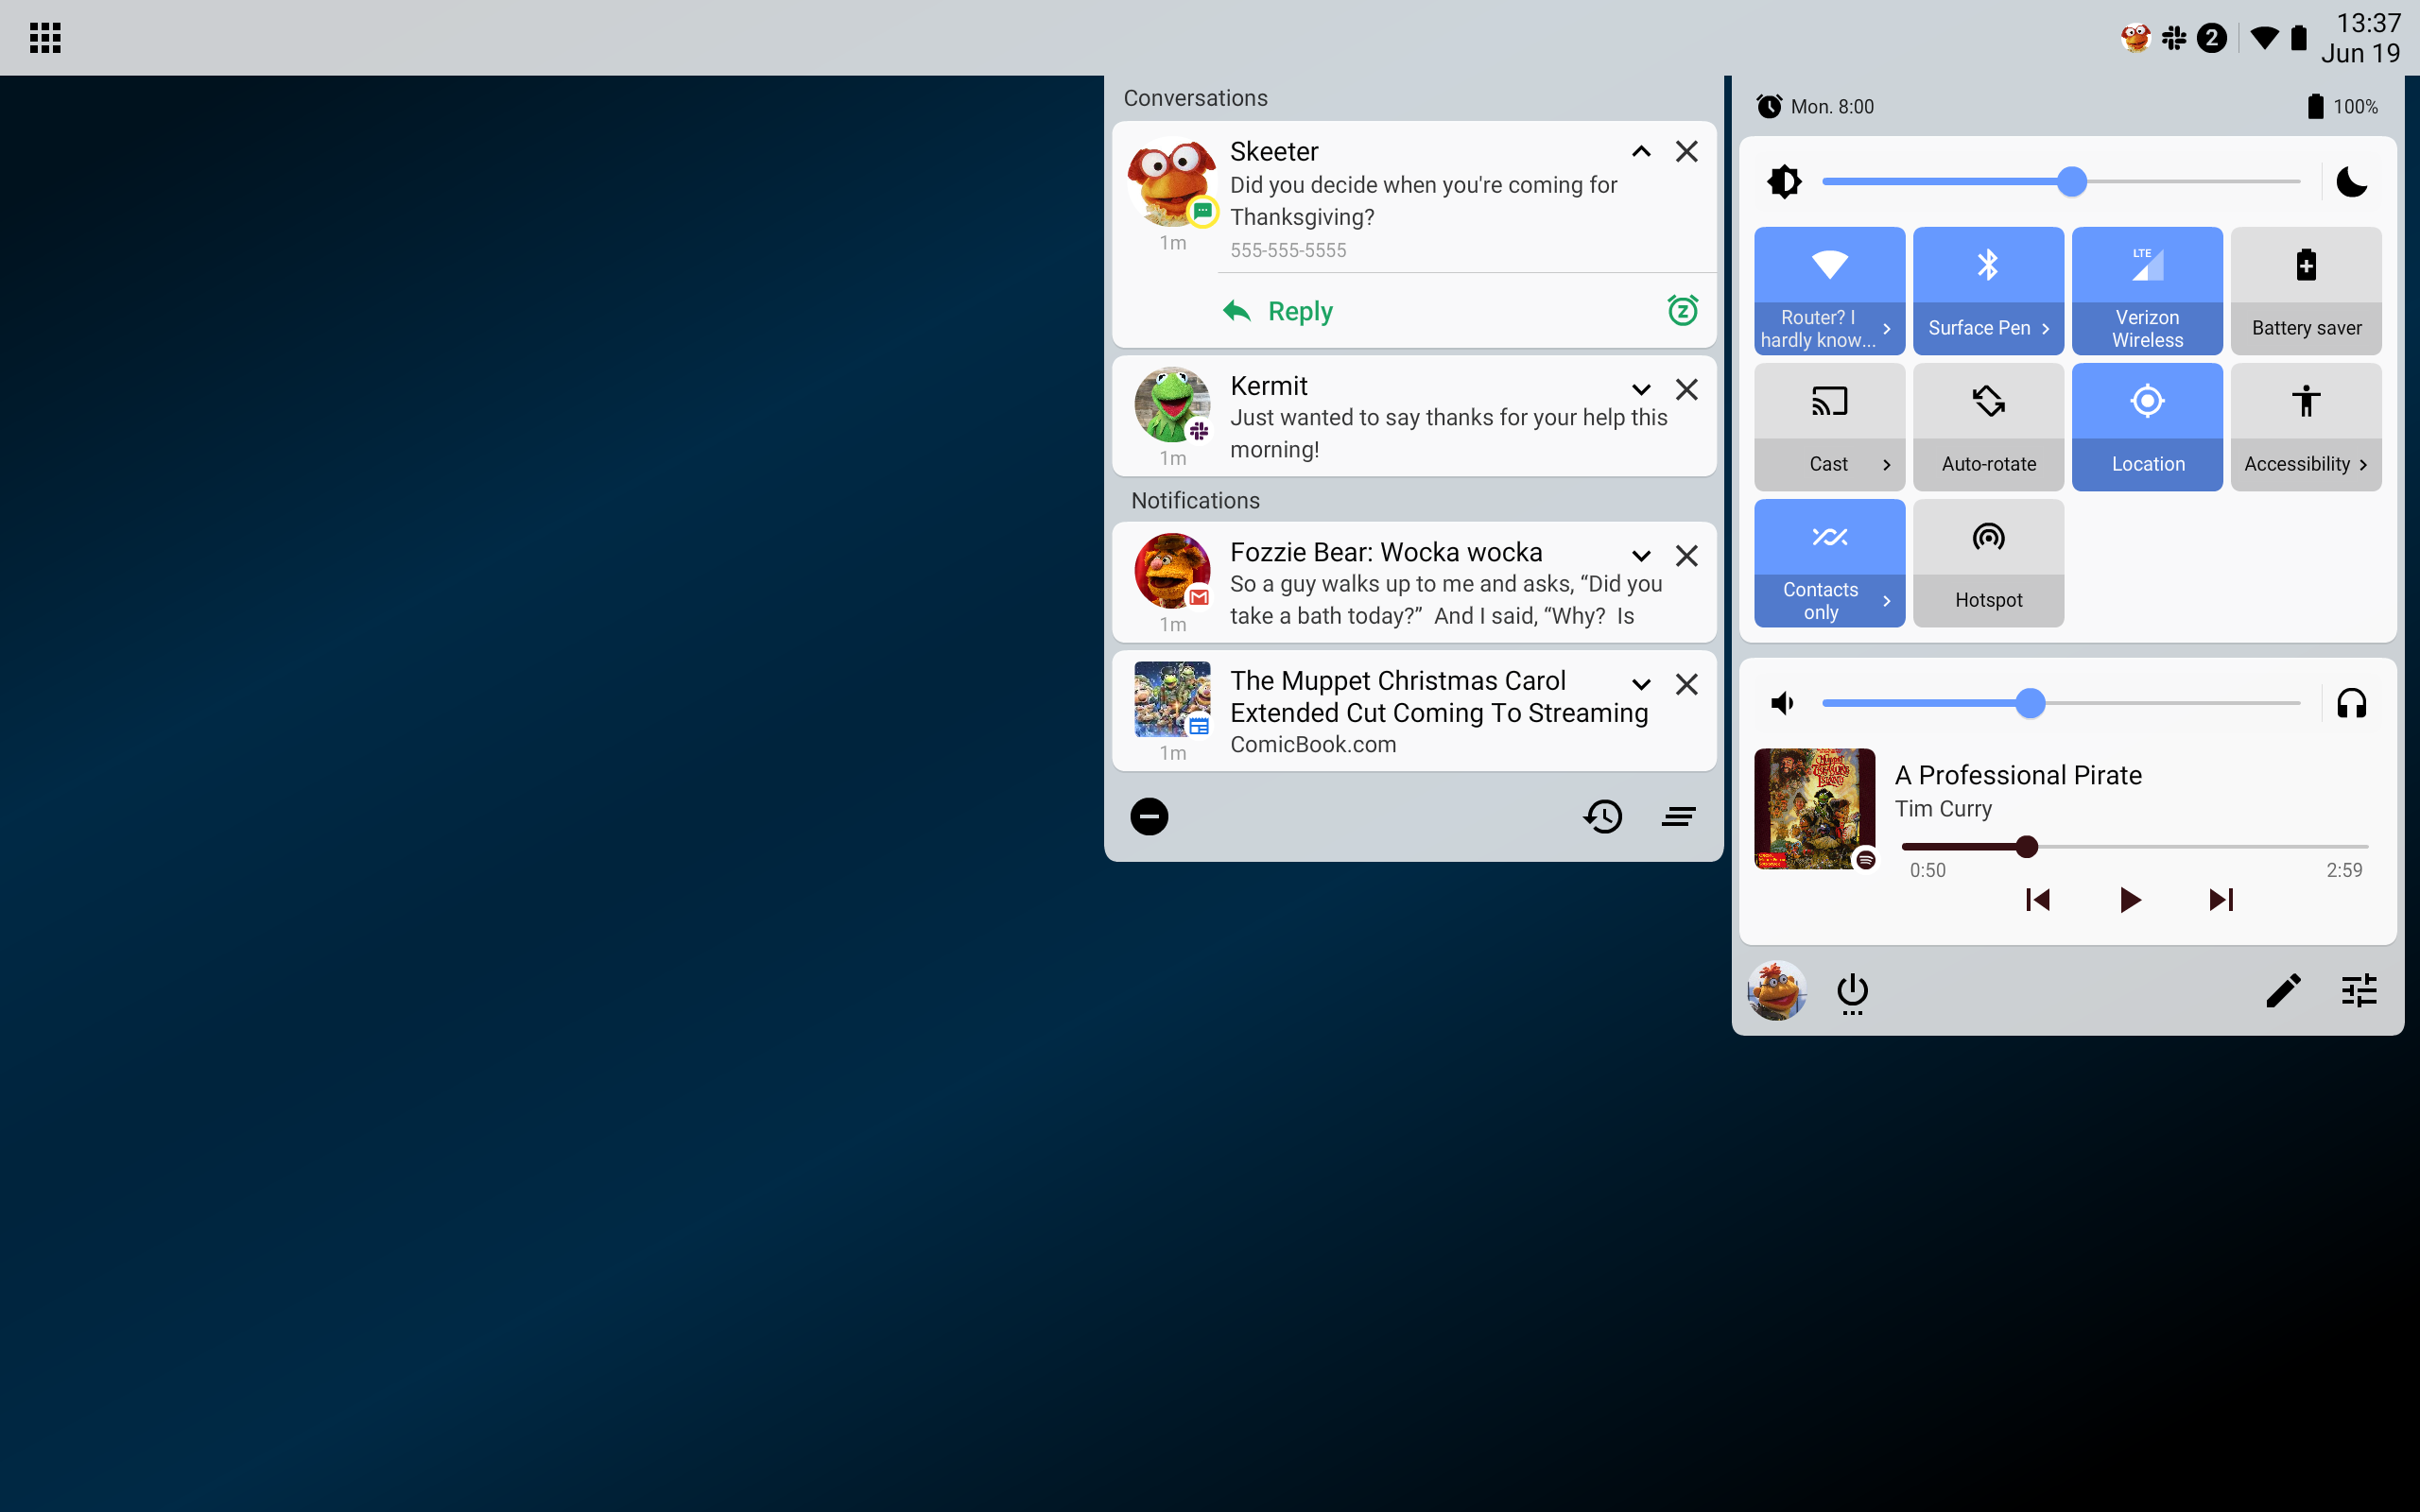 2
13:37
Jun 19
Conversations
Skeeter
Did you decide when you're coming for
Thanksgiving?
1m
555-555-5555
Reply
Kermit
Just wanted to say thanks for your help this
morning!
1m
Notifications
Fozzie Bear: Wocka wocka
So a guy walks up to me and asks, “Did you
take a bath today?”  And I said, “Why?  Is
1m
The Muppet Christmas Carol
Extended Cut Coming To Streaming
ComicBook.com
1m
Mon. 8:00
100%
Router? I
hardly know...
Surface Pen
LTE
Verizon
Wireless
Battery saver
Cast
Auto-rotate
Location
Accessibility
Contacts
only
Hotspot
A Professional Pirate
Tim Curry
0:50
2:59